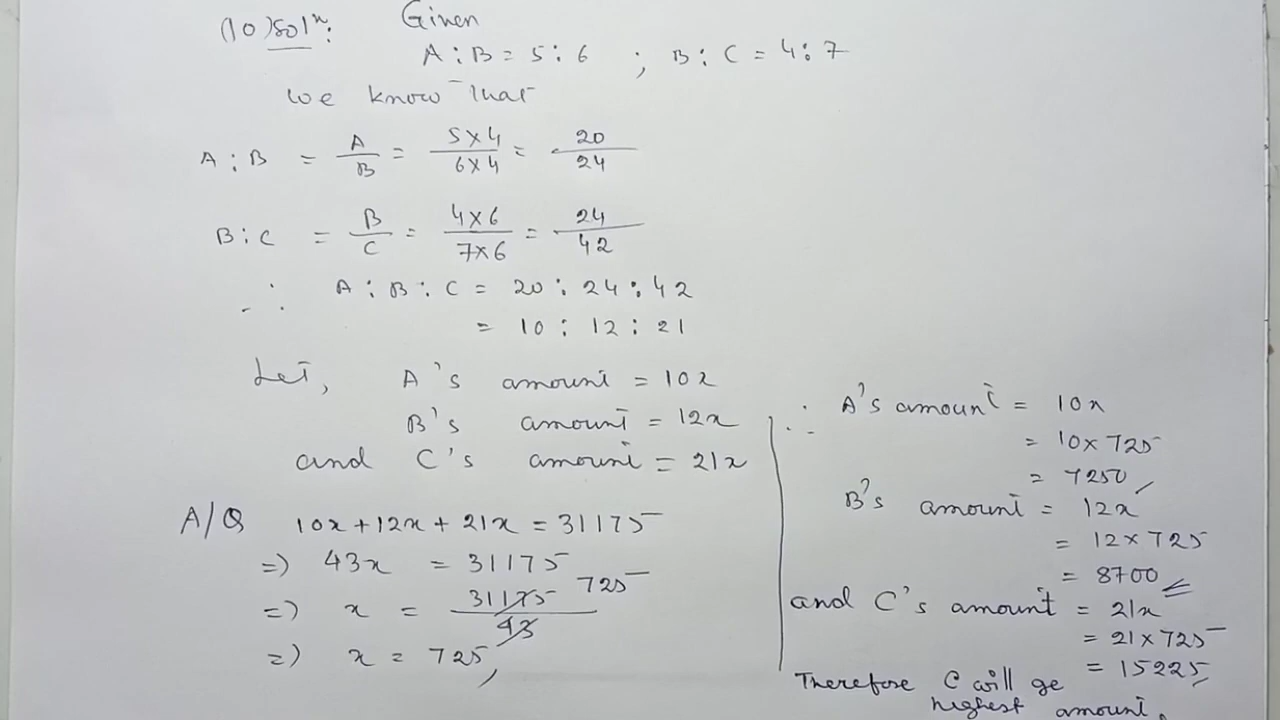 (10) Solⁿ: Given
A : B = 5 : 6 ; B : C = 4 : 7
We know that
A : B = A/B = 5×4/6×4 = 20/24
B : C = B/C = 4×6/7×6 = 24/42
∴ A : B : C = 20 : 24 : 42
= 10 : 12 : 21
Let, A's amount = 10x
B's amount = 12x
and C's amount = 21x
A/Q 10x + 12x + 21x = 31175
=) 43x = 31175
=) x = 31175/43 725
=) x = 725,
∴ A's amount = 10x
= 10 × 725
= 7250
B's amount = 12x
= 12 × 725
= 8700
and C's amount = 21x
= 21 × 725
= 15225
Therefore C will ge
highest amount.